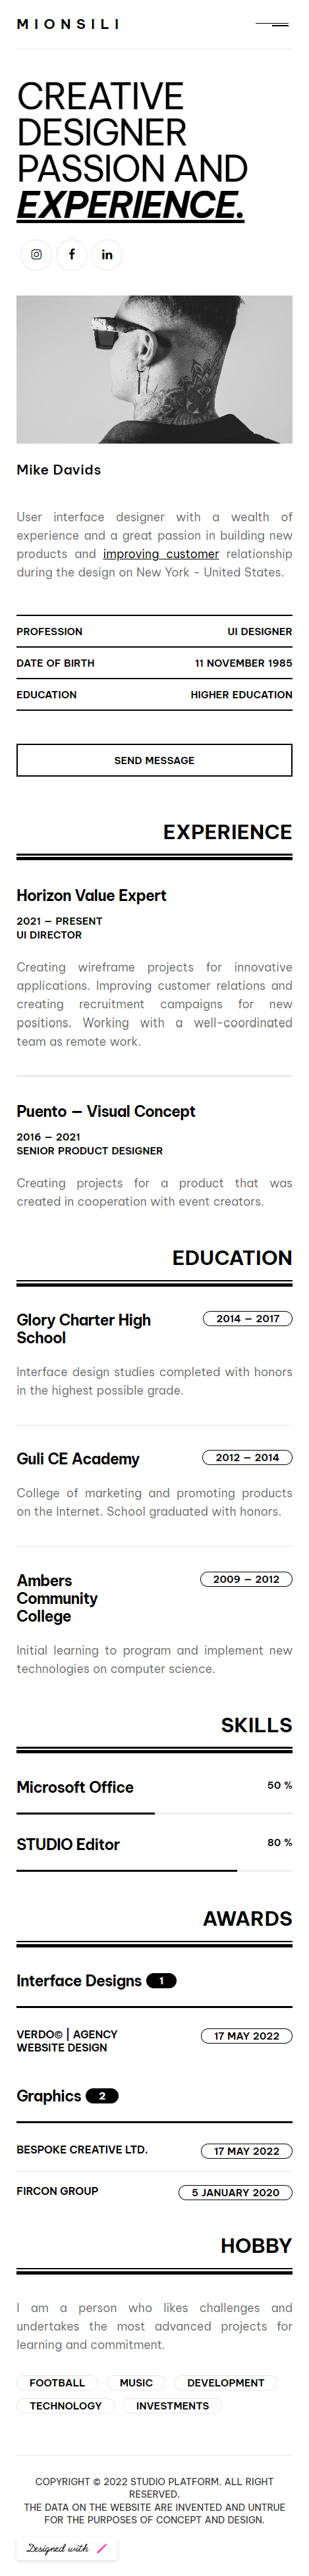 MIONSILI
CREATIVE
DESIGNER
PASSION AND
EXPERIENCE.
Mike Davids
User interface designer with a wealth of
experience and a great passion in building new
products and improving customer relationship
during the design on New York - United States.
PROFESSION UI DESIGNER
DATE OF BIRTH 11 NOVEMBER 1985
EDUCATION HIGHER EDUCATION
SEND MESSAGE
EXPERIENCE
Horizon Value Expert
2021 — PRESENT
UI DIRECTOR
Creating wireframe projects for innovative
applications. Improving customer relations and
creating recruitment campaigns for new
positions. Working with a well-coordinated
team as remote work.
Puento — Visual Concept
2016 — 2021
SENIOR PRODUCT DESIGNER
Creating projects for a product that was
created in cooperation with event creators.
EDUCATION
Glory Charter High 2014 — 2017
School
Interface design studies completed with honors
in the highest possible grade.
Guli CE Academy 2012 — 2014
College of marketing and promoting products
on the Internet. School graduated with honors.
Ambers 2009 — 2012
Community
College
Initial learning to program and implement new
technologies on computer science.
SKILLS
Microsoft Office 50 %
STUDIO Editor 80 %
AWARDS
Interface Designs 1
VERDO© | AGENCY 17 MAY 2022
WEBSITE DESIGN
Graphics 2
BESPOKE CREATIVE LTD. 17 MAY 2022
FIRCON GROUP 5 JANUARY 2020
HOBBY
I am a person who likes challenges and
undertakes the most advanced projects for
learning and commitment.
FOOTBALL MUSIC DEVELOPMENT
TECHNOLOGY INVESTMENTS
COPYRIGHT © 2022 STUDIO PLATFORM. ALL RIGHT
RESERVED.
THE DATA ON THE WEBSITE ARE INVENTED AND UNTRUE
FOR THE PURPOSES OF CONCEPT AND DESIGN.
Designed with